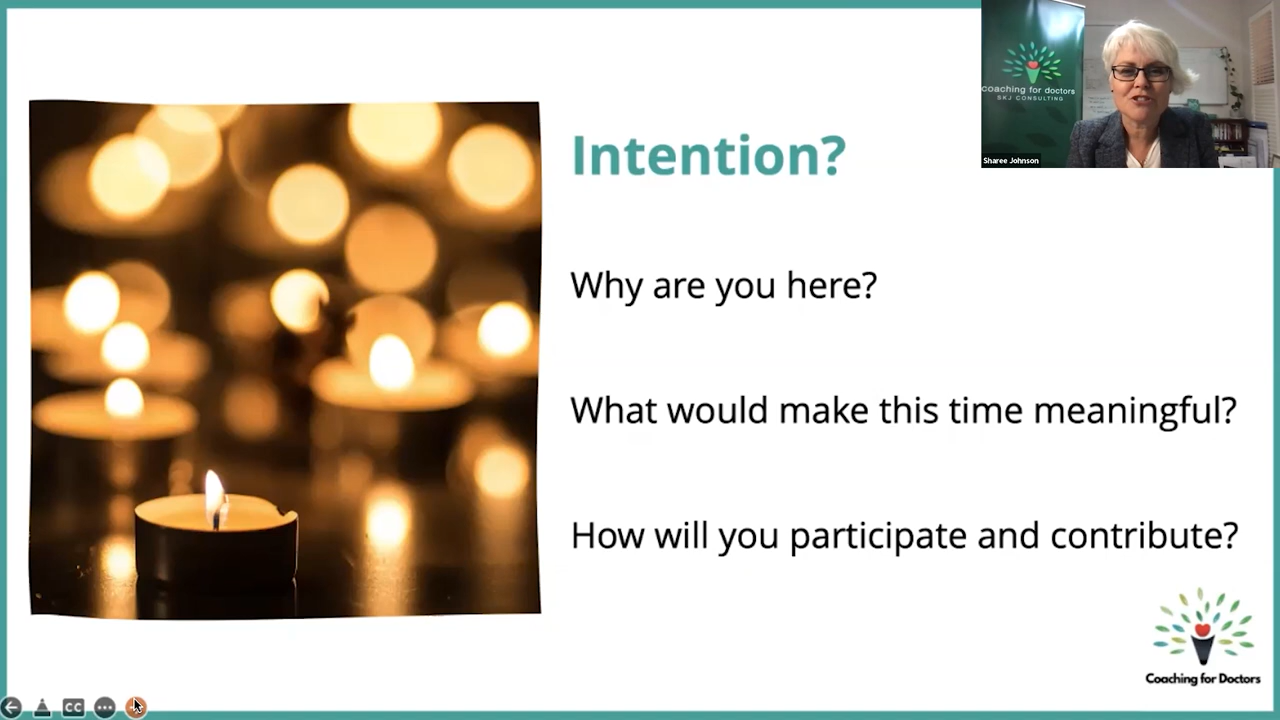 Intention?
Why are you here?
What would make this time meaningful?
How will you participate and contribute?
coaching for doctors
SKJ CONSULTING
Sharee Johnson
Coaching for Doctors
CC